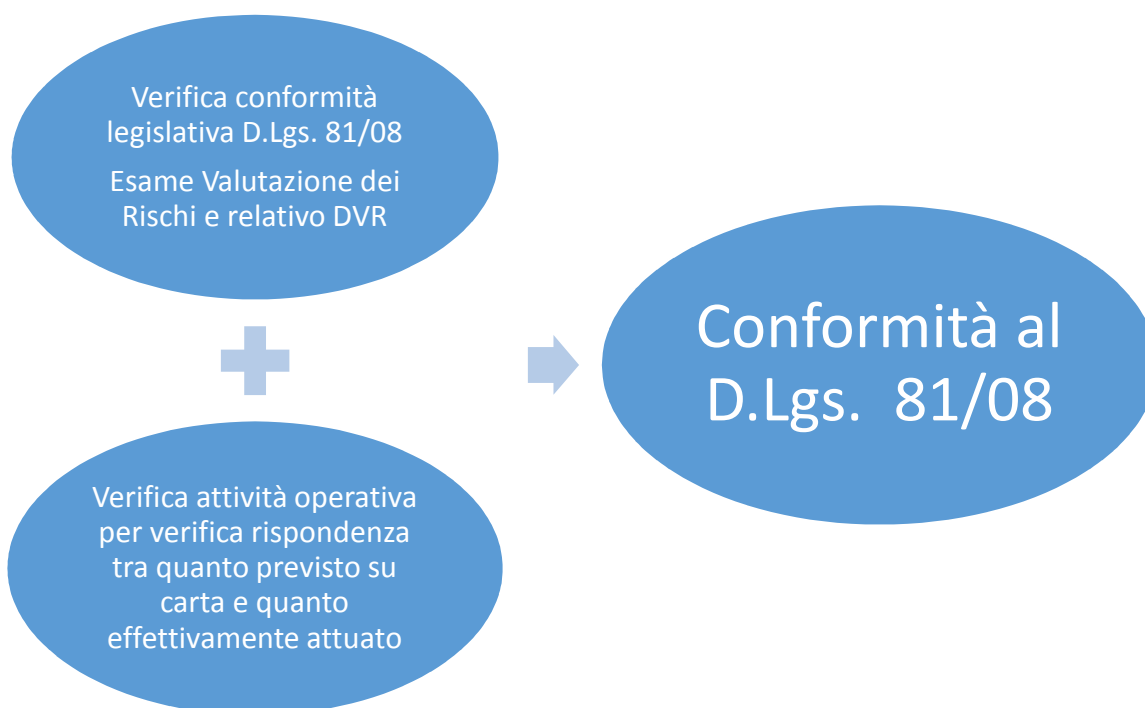 Verifica conformità
legislativa D.Lgs. 81/08
Esame Valutazione dei
Rischi e relativo DVR
Verifica attività operativa
per verifica rispondenza
tra quanto previsto su
carta e quanto
effettivamente attuato
Conformità al
D.Lgs. 81/08